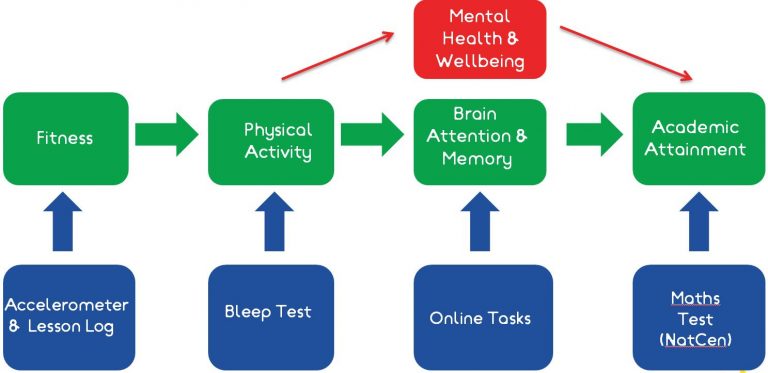 Mental
Health &
Wellbeing
Fitness
Physical
Activity
Brain
Attention &
Memory
Academic
Attainment
Accelerometer
& Lesson Log
Bleep Test
Online Tasks
Maths
Test
(NatCen)